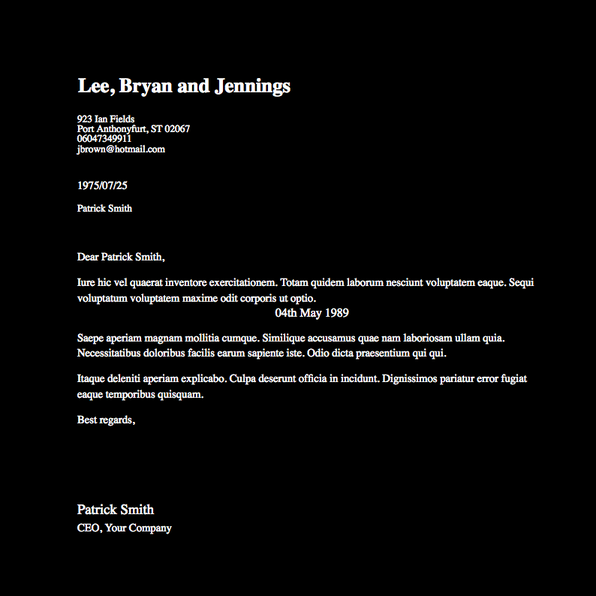 Lee, Bryan and Jennings
923 Ian Fields
Port Anthonyfurt, ST 02067
06047349911
jbrown@hotmail.com
1975/07/25
Patrick Smith
Dear Patrick Smith,
Iure hic vel quaerat inventore exercitationem. Totam quidem laborum nesciunt voluptatem eaque. Sequi
voluptatum voluptatem maxime odit corporis ut optio.
04th May 1989
Saepe aperiam magnam mollitia cumque. Similique accusamus quae nam laboriosam ullam quia.
Necessitatibus doloribus facilis earum sapiente iste. Odio dicta praesentium qui qui.
Itaque deleniti aperiam explicabo. Culpa deserunt officia in incidunt. Dignissimos pariatur error fugiat
eaque temporibus quisquam.
Best regards,
Patrick Smith
CEO, Your Company